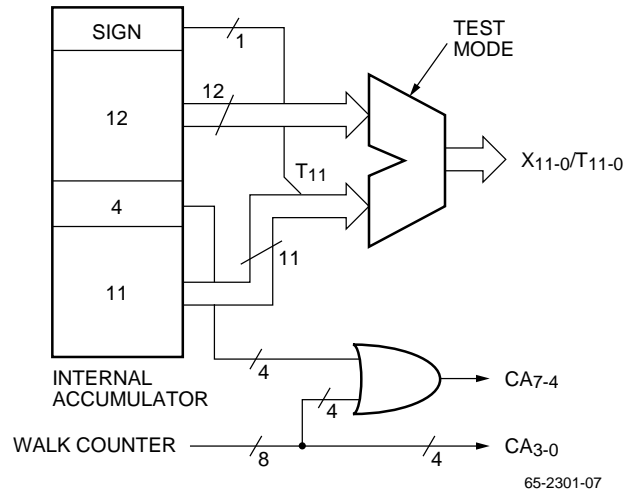 SIGN
1
TEST
MODE
12
12
X11-0/T11-0
T11
4
11
11
4
CA7-4
INTERNAL
ACCUMULATOR
4
WALK COUNTER
8
4
CA3-0
65-2301-07